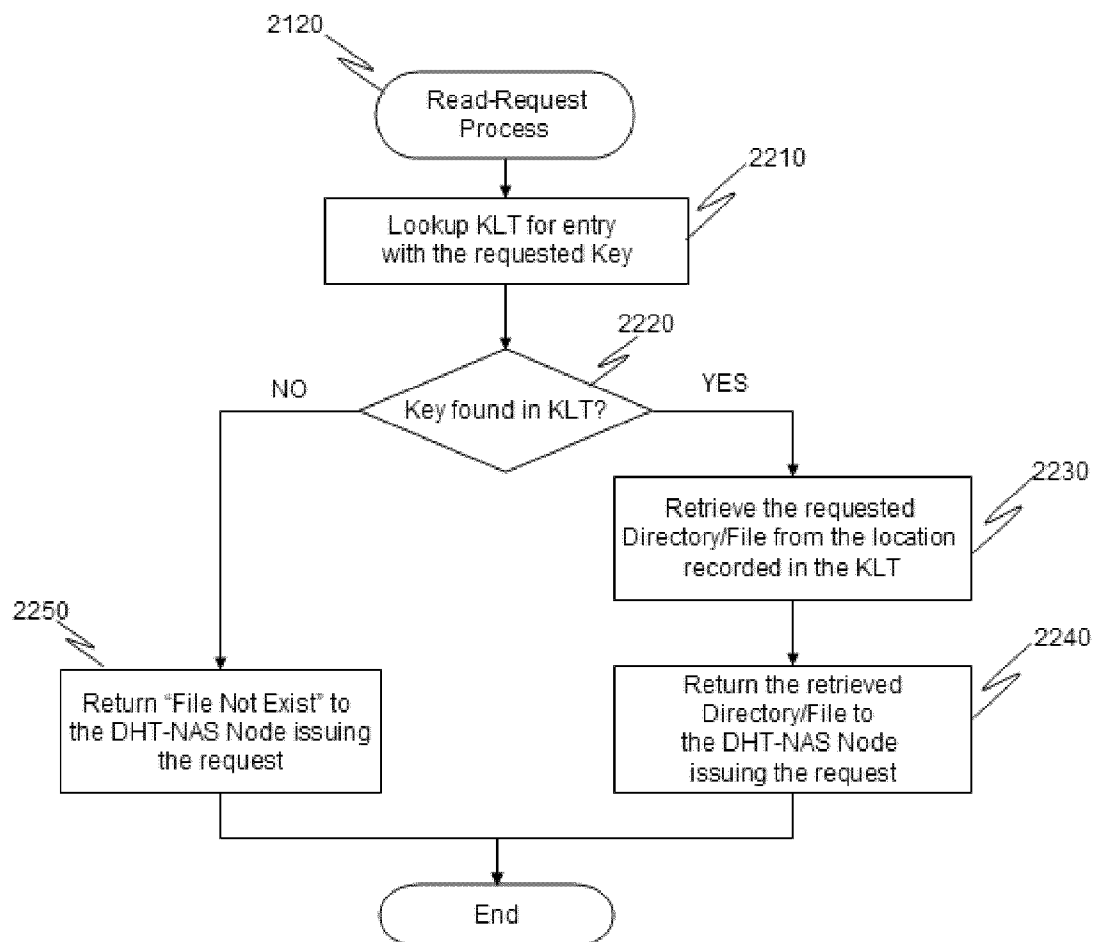 2120
Read-Request
Process
2210
Lookup KLT for entry
with the requested Key
2220
NO
YES
Key found in KLT?
2230
Retrieve the requested
Directory/File from the location
recorded in the KLT
2250
2240
Return “File Not Exist” to
the DHT-NAS Node issuing
the request
Return the retrieved
Directory/File to
the DHT-NAS Node
issuing the request
End